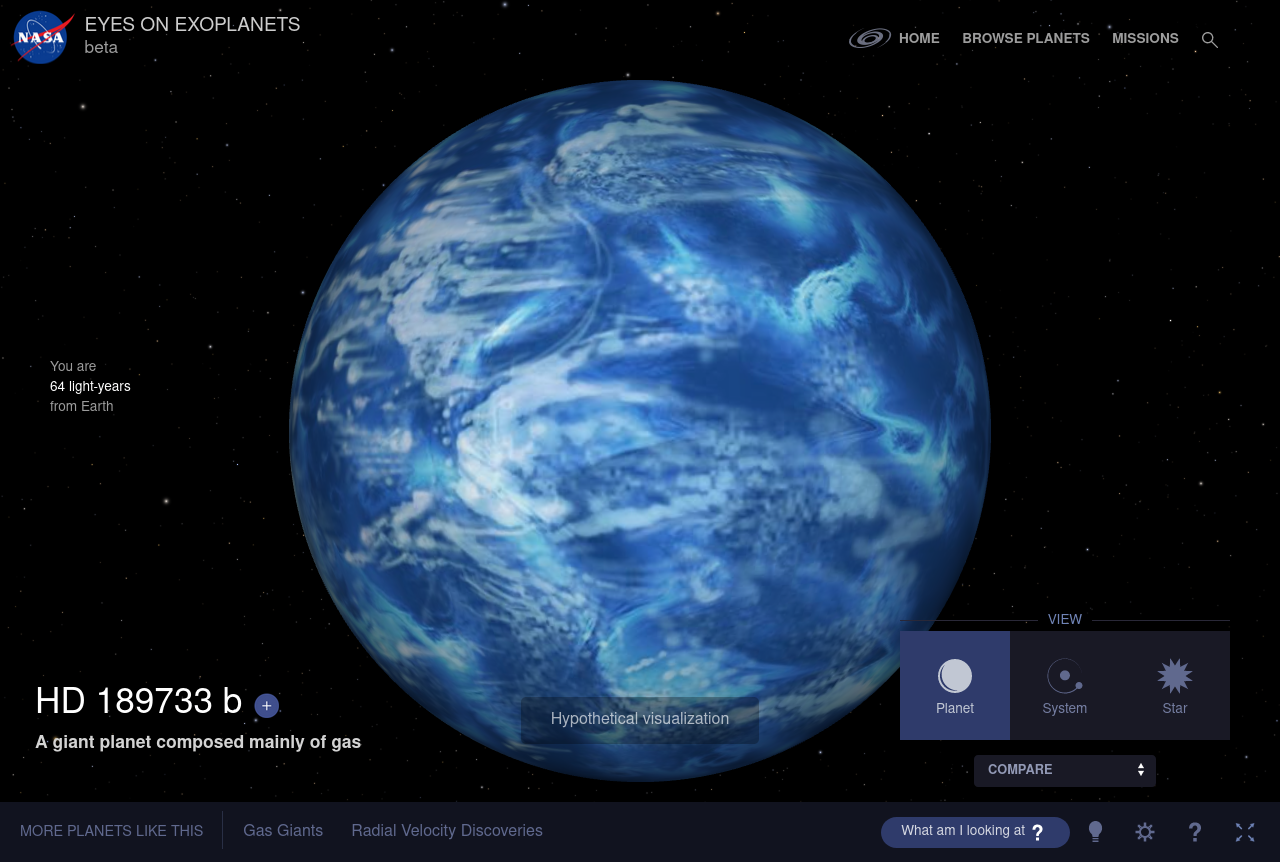 NASA
EYES ON EXOPLANETS
beta
HOME
BROWSE PLANETS
MISSIONS
You are
64 light-years
from Earth
VIEW
Planet
System
Star
HD 189733 b +
A giant planet composed mainly of gas
Hypothetical visualization
COMPARE
MORE PLANETS LIKE THIS
Gas Giants
Radial Velocity Discoveries
What am I looking at ?
?